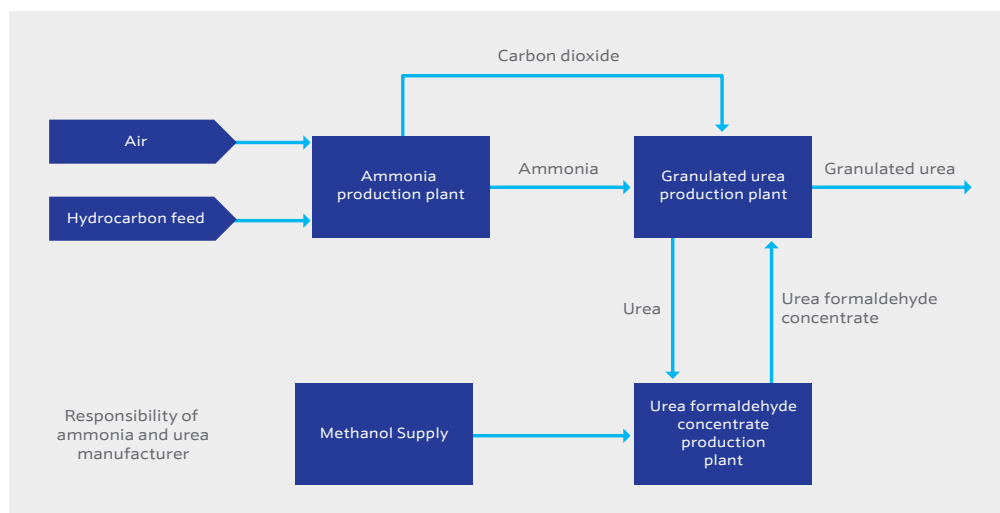 Carbon dioxide
Air
Ammonia
production plant
Ammonia
Granulated urea
production plant
Granulated urea
Hydrocarbon feed
Urea
Urea formaldehyde
concentrate
Responsibility of
ammonia and urea
manufacturer
Methanol Supply
Urea formaldehyde
concentrate
production
plant